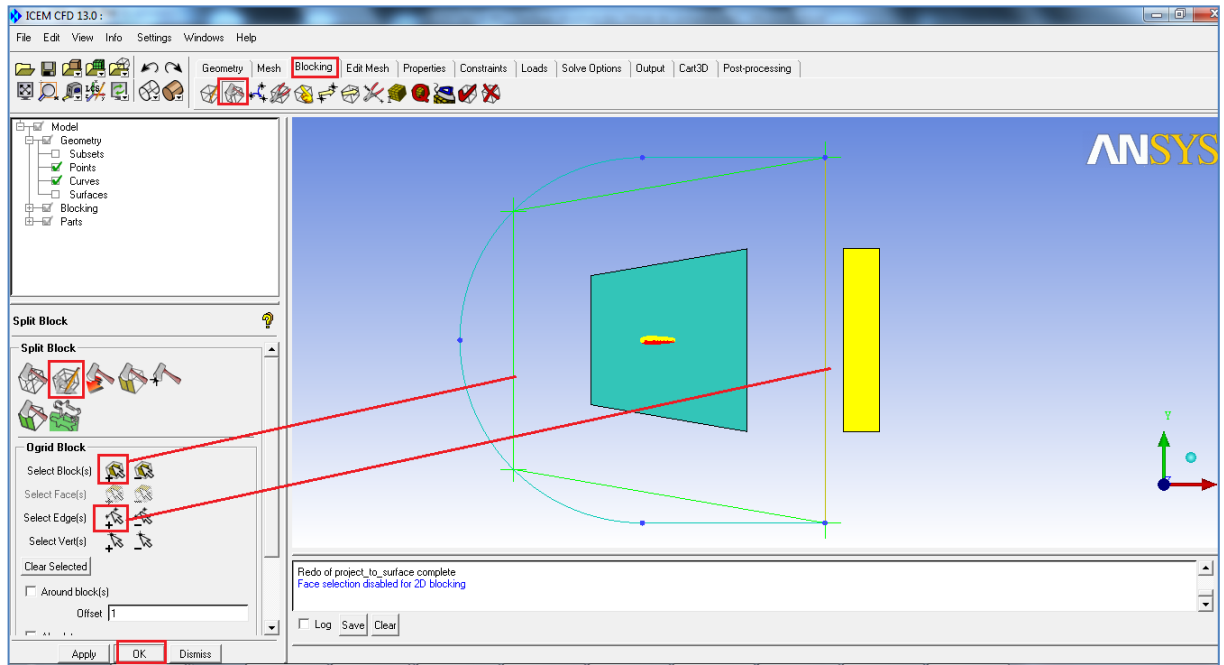 ICEM CFD 13.0 :
File Edit View Info Settings Windows Help
Geometry Mesh Blocking Edit Mesh Properties Constraints Loads Solve Options Output Cart3D Post-processing
Model
Geometry
Subsets
Points
Curves
Surfaces
Blocking
Parts
ANSYS
Split Block
Split Block
Ogrid Block
Select Block(s)
Select Face(s)
Select Edge(s)
Select Vert(s)
Clear Selected
Around block(s)
Offset 1
Apply OK Dismiss
Y
Redo of project_to_surface complete
Face selection disabled for 2D blocking
Log Save Clear